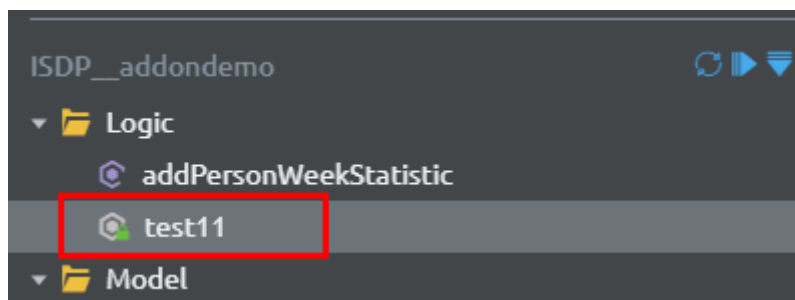 ISDP__addondemo
Logic
addPersonWeekStatistic
test11
Model